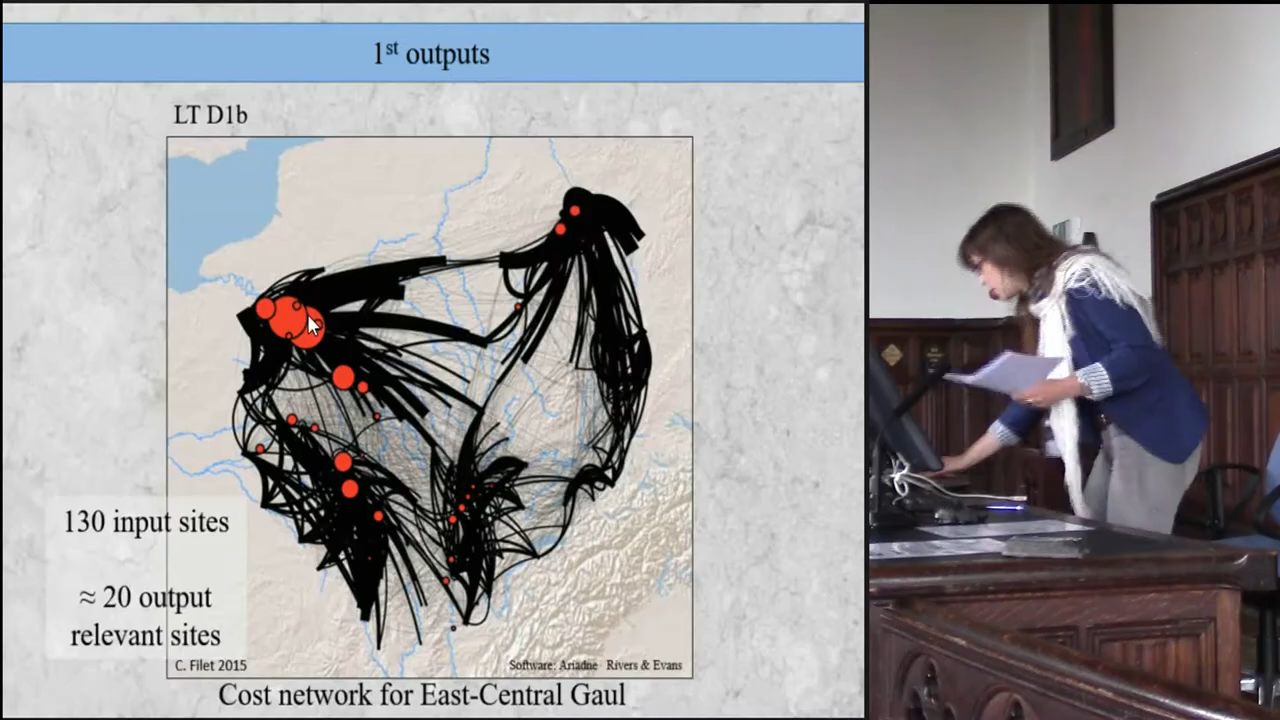 1st outputs
LT D1b
130 input sites
≈ 20 output
relevant sites
C. Filet 2015
Software: Ariadne Rivers & Evans
Cost network for East-Central Gaul